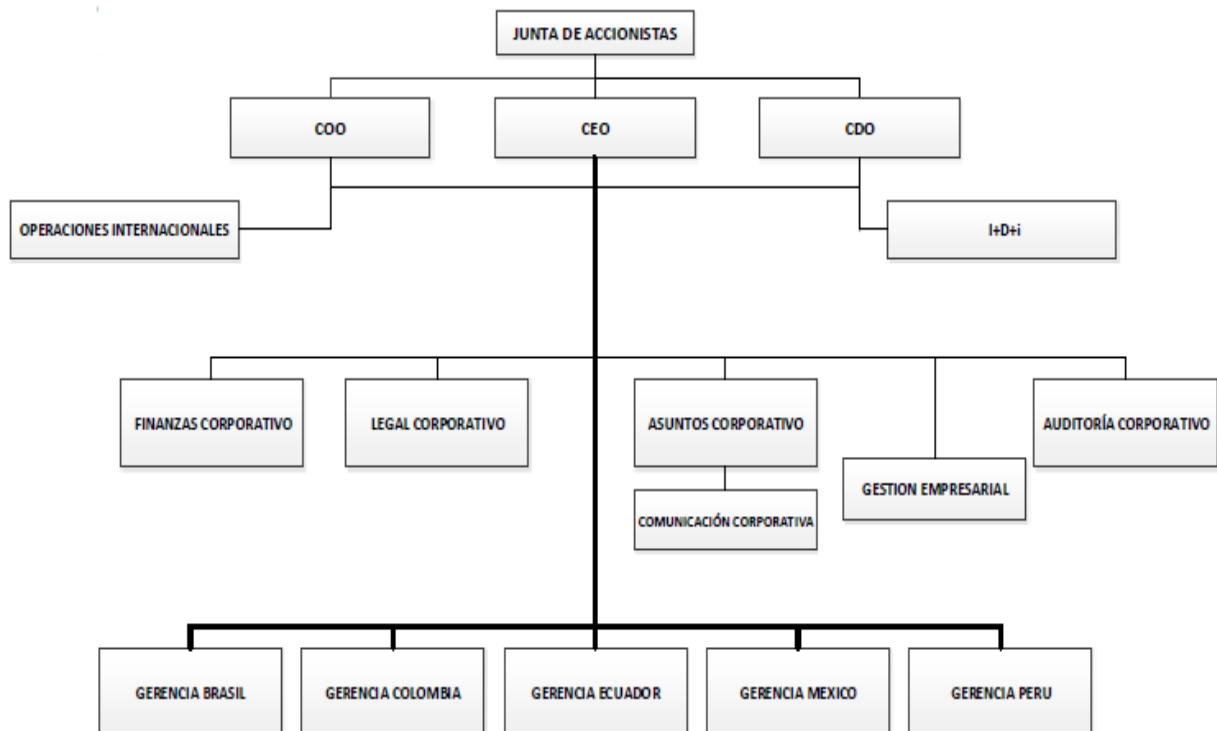 JUNTA DE ACCIONISTAS
COO
CEO
CDO
OPERACIONES INTERNACIONALES
I+D+i
FINANZAS CORPORATIVO
LEGAL CORPORATIVO
ASUNTOS CORPORATIVO
AUDITORÍA CORPORATIVO
GESTION EMPRESARIAL
COMUNICACIÓN CORPORATIVA
GERENCIA BRASIL
GERENCIA COLOMBIA
GERENCIA ECUADOR
GERENCIA MEXICO
GERENCIA PERU